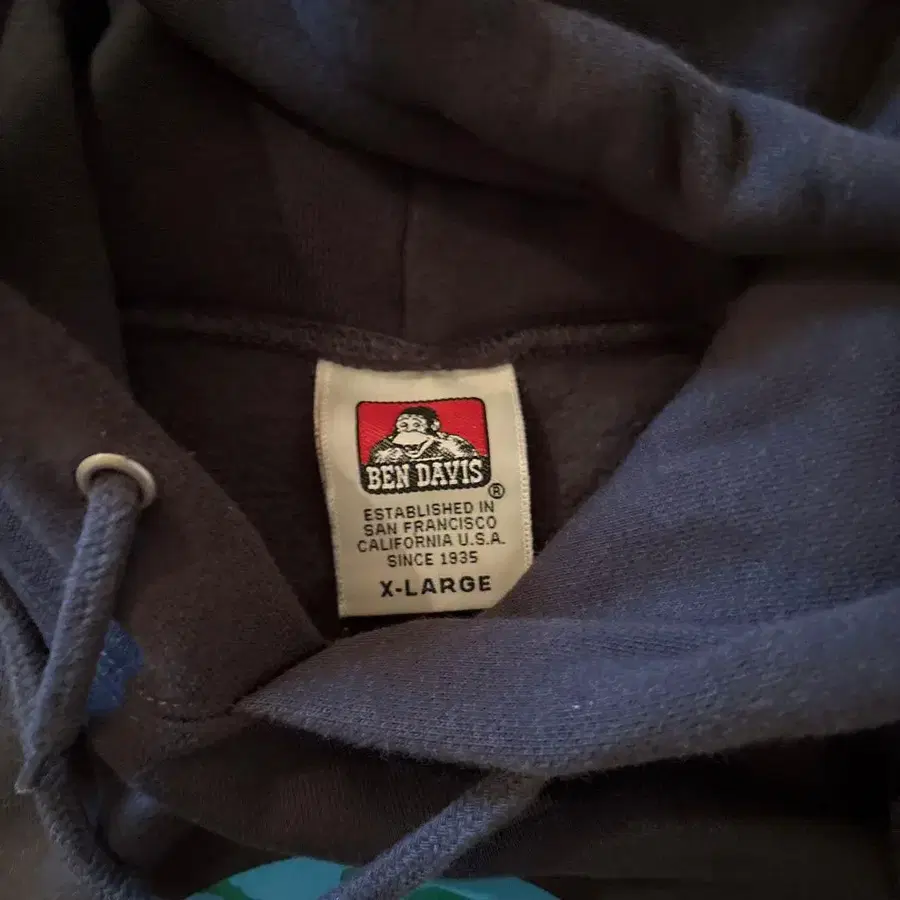 BEN DAVIS
®
ESTABLISHED IN
SAN FRANCISCO
CALIFORNIA U.S.A.
SINCE 1935
X-LARGE